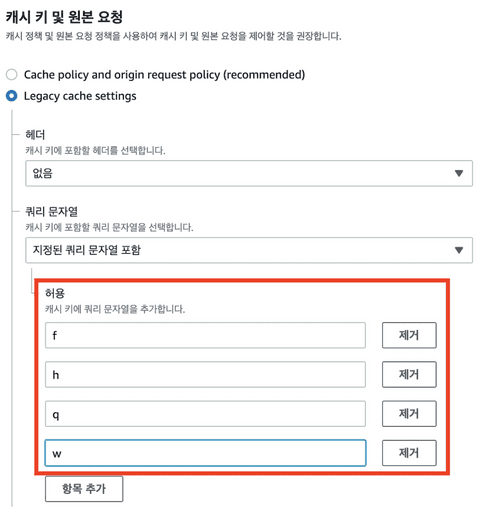 캐시 키 및 원본 요청
캐시 정책 및 원본 요청 정책을 사용하여 캐시 키 및 원본 요청을 제어할 것을 권장합니다.
Cache policy and origin request policy (recommended)
Legacy cache settings
헤더
캐시 키에 포함할 헤더를 선택합니다.
없음
쿼리 문자열
캐시 키에 포함할 쿼리 문자열을 선택합니다.
지정된 쿼리 문자열 포함
허용
캐시 키에 쿼리 문자열을 추가합니다.
f 제거
h 제거
q 제거
w 제거
항목 추가